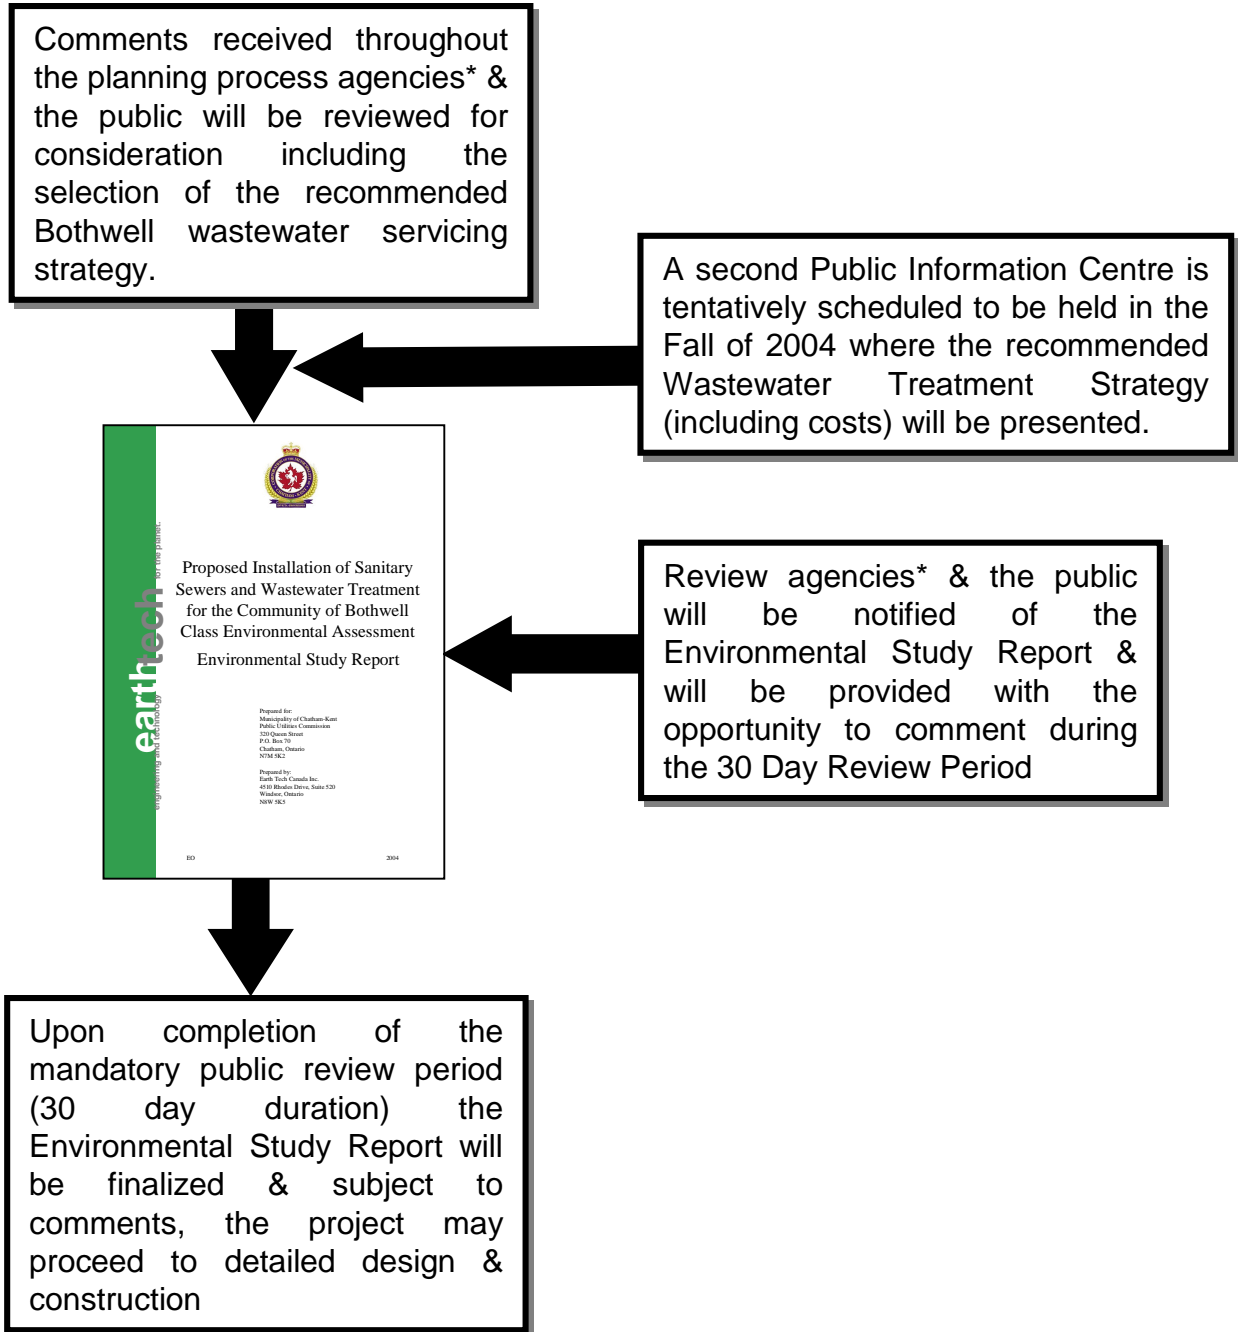 Comments received throughout
the planning process agencies* &
the public will be reviewed for
consideration including the
selection of the recommended
Bothwell wastewater servicing
strategy.
A second Public Information Centre is
tentatively scheduled to be held in the
Fall of 2004 where the recommended
Wastewater Treatment Strategy
(including costs) will be presented.
earthtech
engineering and technology for the planet.
Proposed Installation of Sanitary
Sewers and Wastewater Treatment
for the Community of Bothwell
Class Environmental Assessment
Environmental Study Report
Prepared for:
Municipality of Chatham-Kent
Public Utilities Commission
320 Queen Street
P.O. Box 70
Chatham, Ontario
N7M 5K2
Prepared by:
Earth Tech Canada Inc.
4510 Rhodes Drive, Suite 520
Windsor, Ontario
N8W 5K5
EO 2004
Review agencies* & the public
will be notified of the
Environmental Study Report &
will be provided with the
opportunity to comment during
the 30 Day Review Period
Upon completion of the
mandatory public review period
(30 day duration) the
Environmental Study Report will
be finalized & subject to
comments, the project may
proceed to detailed design &
construction